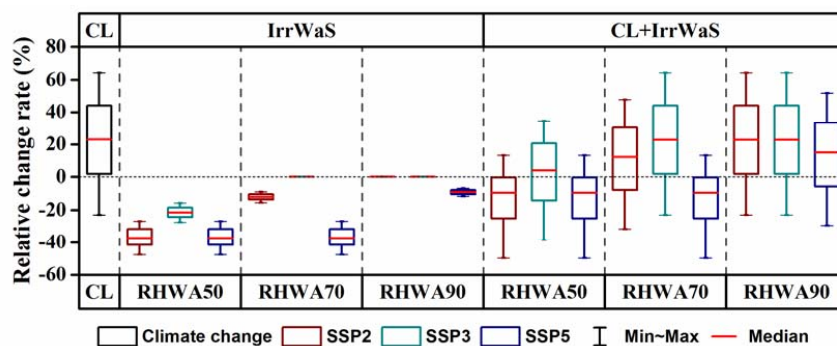 CL IrrWaS CL+IrrWaS
Relative change rate (%)
80
60
40
20
0
-20
-40
-60
CL RHWA50 RHWA70 RHWA90 RHWA50 RHWA70 RHWA90
Climate change SSP2 SSP3 SSP5 Min~Max Median